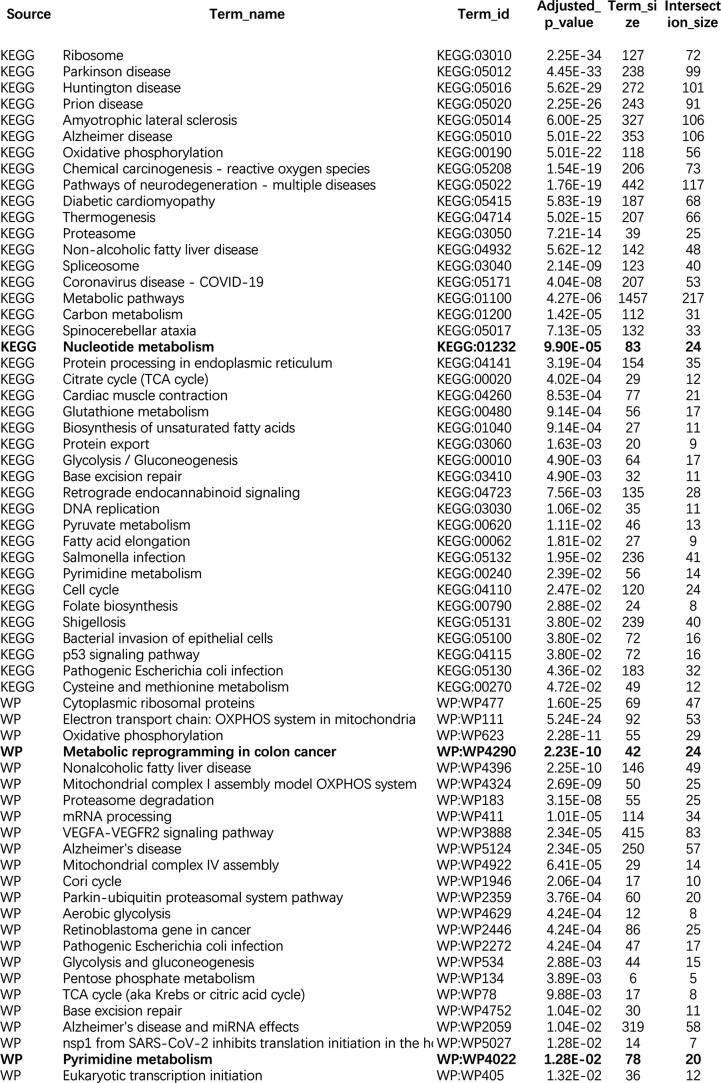 Source Term_name Term_id Adjusted_p_value Term_size Intersection_size
KEGG Ribosome KEGG:03010 2.25E-34 127 72
KEGG Parkinson disease KEGG:05012 4.45E-33 238 99
KEGG Huntington disease KEGG:05016 5.62E-29 272 101
KEGG Prion disease KEGG:05020 2.25E-26 243 91
KEGG Amyotrophic lateral sclerosis KEGG:05014 6.00E-25 327 106
KEGG Alzheimer disease KEGG:05010 5.01E-22 353 106
KEGG Oxidative phosphorylation KEGG:00190 5.01E-22 118 56
KEGG Chemical carcinogenesis - reactive oxygen species KEGG:05208 1.54E-19 206 73
KEGG Pathways of neurodegeneration - multiple diseases KEGG:05022 1.76E-19 442 117
KEGG Diabetic cardiomyopathy KEGG:05415 5.83E-19 187 68
KEGG Thermogenesis KEGG:04714 5.02E-15 207 66
KEGG Proteasome KEGG:03050 7.21E-14 39 25
KEGG Non-alcoholic fatty liver disease KEGG:04932 5.62E-12 142 48
KEGG Spliceosome KEGG:03040 2.14E-09 123 40
KEGG Coronavirus disease - COVID-19 KEGG:05171 4.04E-08 207 53
KEGG Metabolic pathways KEGG:01100 4.27E-06 1457 217
KEGG Carbon metabolism KEGG:01200 1.42E-05 112 31
KEGG Spinocerebellar ataxia KEGG:05017 7.13E-05 132 33
KEGG Nucleotide metabolism KEGG:01232 9.90E-05 83 24
KEGG Protein processing in endoplasmic reticulum KEGG:04141 3.19E-04 154 35
KEGG Citrate cycle (TCA cycle) KEGG:00020 4.02E-04 29 12
KEGG Cardiac muscle contraction KEGG:04260 8.53E-04 77 21
KEGG Glutathione metabolism KEGG:00480 9.14E-04 56 17
KEGG Biosynthesis of unsaturated fatty acids KEGG:01040 9.14E-04 27 11
KEGG Protein export KEGG:03060 1.63E-03 20 9
KEGG Glycolysis / Gluconeogenesis KEGG:00010 4.90E-03 64 17
KEGG Base excision repair KEGG:03410 4.90E-03 32 11
KEGG Retrograde endocannabinoid signaling KEGG:04723 7.56E-03 135 28
KEGG DNA replication KEGG:03030 1.06E-02 35 11
KEGG Pyruvate metabolism KEGG:00620 1.11E-02 46 13
KEGG Fatty acid elongation KEGG:00062 1.81E-02 27 9
KEGG Salmonella infection KEGG:05132 1.95E-02 236 41
KEGG Pyrimidine metabolism KEGG:00240 2.39E-02 56 14
KEGG Cell cycle KEGG:04110 2.47E-02 120 24
KEGG Folate biosynthesis KEGG:00790 2.88E-02 24 8
KEGG Shigellosis KEGG:05131 3.80E-02 239 40
KEGG Bacterial invasion of epithelial cells KEGG:05100 3.80E-02 72 16
KEGG p53 signaling pathway KEGG:04115 3.80E-02 72 16
KEGG Pathogenic Escherichia coli infection KEGG:05130 4.36E-02 183 32
KEGG Cysteine and methionine metabolism KEGG:00270 4.72E-02 49 12
WP Cytoplasmic ribosomal proteins WP:WP477 1.60E-25 69 47
WP Electron transport chain: OXPHOS system in mitochondria WP:WP111 5.24E-24 92 53
WP Oxidative phosphorylation WP:WP623 2.28E-11 55 29
WP Metabolic reprogramming in colon cancer WP:WP4290 2.23E-10 42 24
WP Nonalcoholic fatty liver disease WP:WP4396 2.25E-10 146 49
WP Mitochondrial complex I assembly model OXPHOS system WP:WP4324 2.69E-09 50 25
WP Proteasome degradation WP:WP183 3.15E-08 55 25
WP mRNA processing WP:WP411 1.01E-05 114 34
WP VEGFA-VEGFR2 signaling pathway WP:WP3888 2.34E-05 415 83
WP Alzheimer's disease WP:WP5124 2.34E-05 250 57
WP Mitochondrial complex IV assembly WP:WP4922 6.41E-05 29 14
WP Cori cycle WP:WP1946 2.06E-04 17 10
WP Parkin-ubiquitin proteasomal system pathway WP:WP2359 3.76E-04 60 20
WP Aerobic glycolysis WP:WP4629 4.24E-04 12 8
WP Retinoblastoma gene in cancer WP:WP2446 4.24E-04 86 25
WP Pathogenic Escherichia coli infection WP:WP2272 4.24E-04 47 17
WP Glycolysis and gluconeogenesis WP:WP534 2.88E-03 44 15
WP Pentose phosphate metabolism WP:WP134 3.89E-03 6 5
WP TCA cycle (aka Krebs or citric acid cycle) WP:WP78 9.88E-03 17 8
WP Base excision repair WP:WP4752 1.04E-02 30 11
WP Alzheimer's disease and miRNA effects WP:WP2059 1.04E-02 319 58
WP nsp1 from SARS-CoV-2 inhibits translation initiation in the h WP:WP5027 1.28E-02 14 7
WP Pyrimidine metabolism WP:WP4022 1.28E-02 78 20
WP Eukaryotic transcription initiation WP:WP405 1.32E-02 36 12